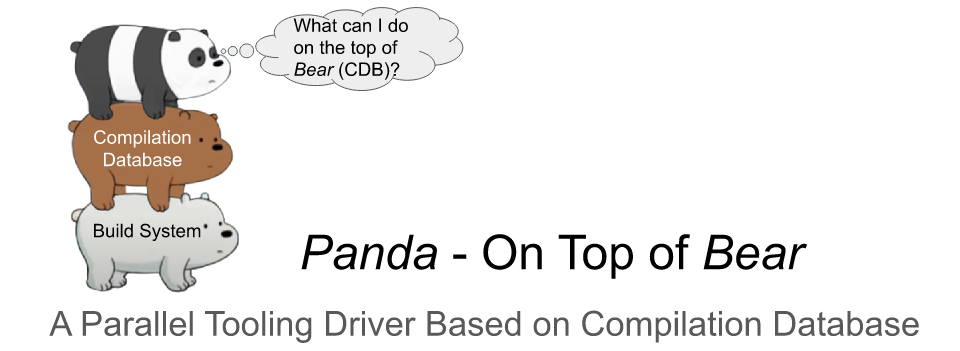 What can I do
on the top of
Bear (CDB)?
Compilation
Database
Build System
Panda - On Top of Bear
A Parallel Tooling Driver Based on Compilation Database